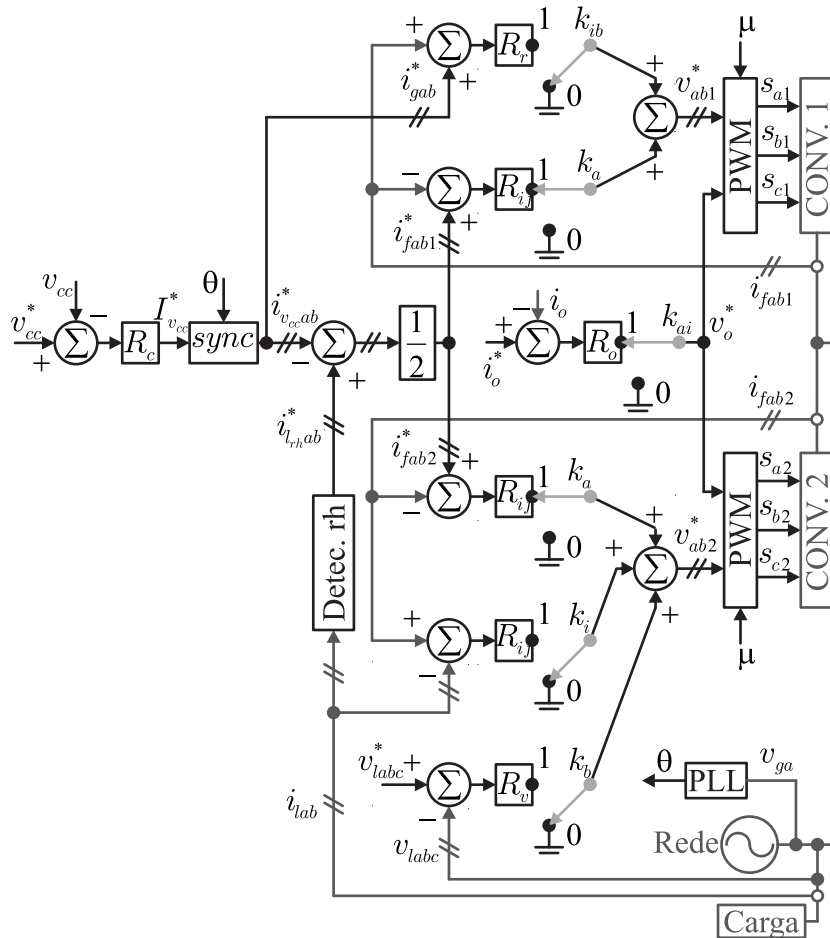 + Σ R_r 1 k_ib
i*_gab + 0
+ v*_ab1 μ
Σ PWM s_a1 s_b1 s_c1 CONV. 1
+
− Σ R_if 1 k_a
i*_fab1 + 0
i_fab1
v_cc θ
v*_cc + Σ − R_c I*_vcc sync i*_vccab − Σ + 1/2
i_o − + Σ i*_o R_o 1 k_ai v*_o
0
i*_lrhab i_fab2
i*_fab2 + Σ − R_if 1 k_a
0
+ + + Σ v*_ab2 PWM s_a2 s_b2 s_c2 CONV. 2
μ
Detec. rh
+ Σ − R_if 1 k_i
0
v*_labc + Σ − R_v 1 k_b
0
i_lab v_labc
θ PLL v_ga
Rede
Carga